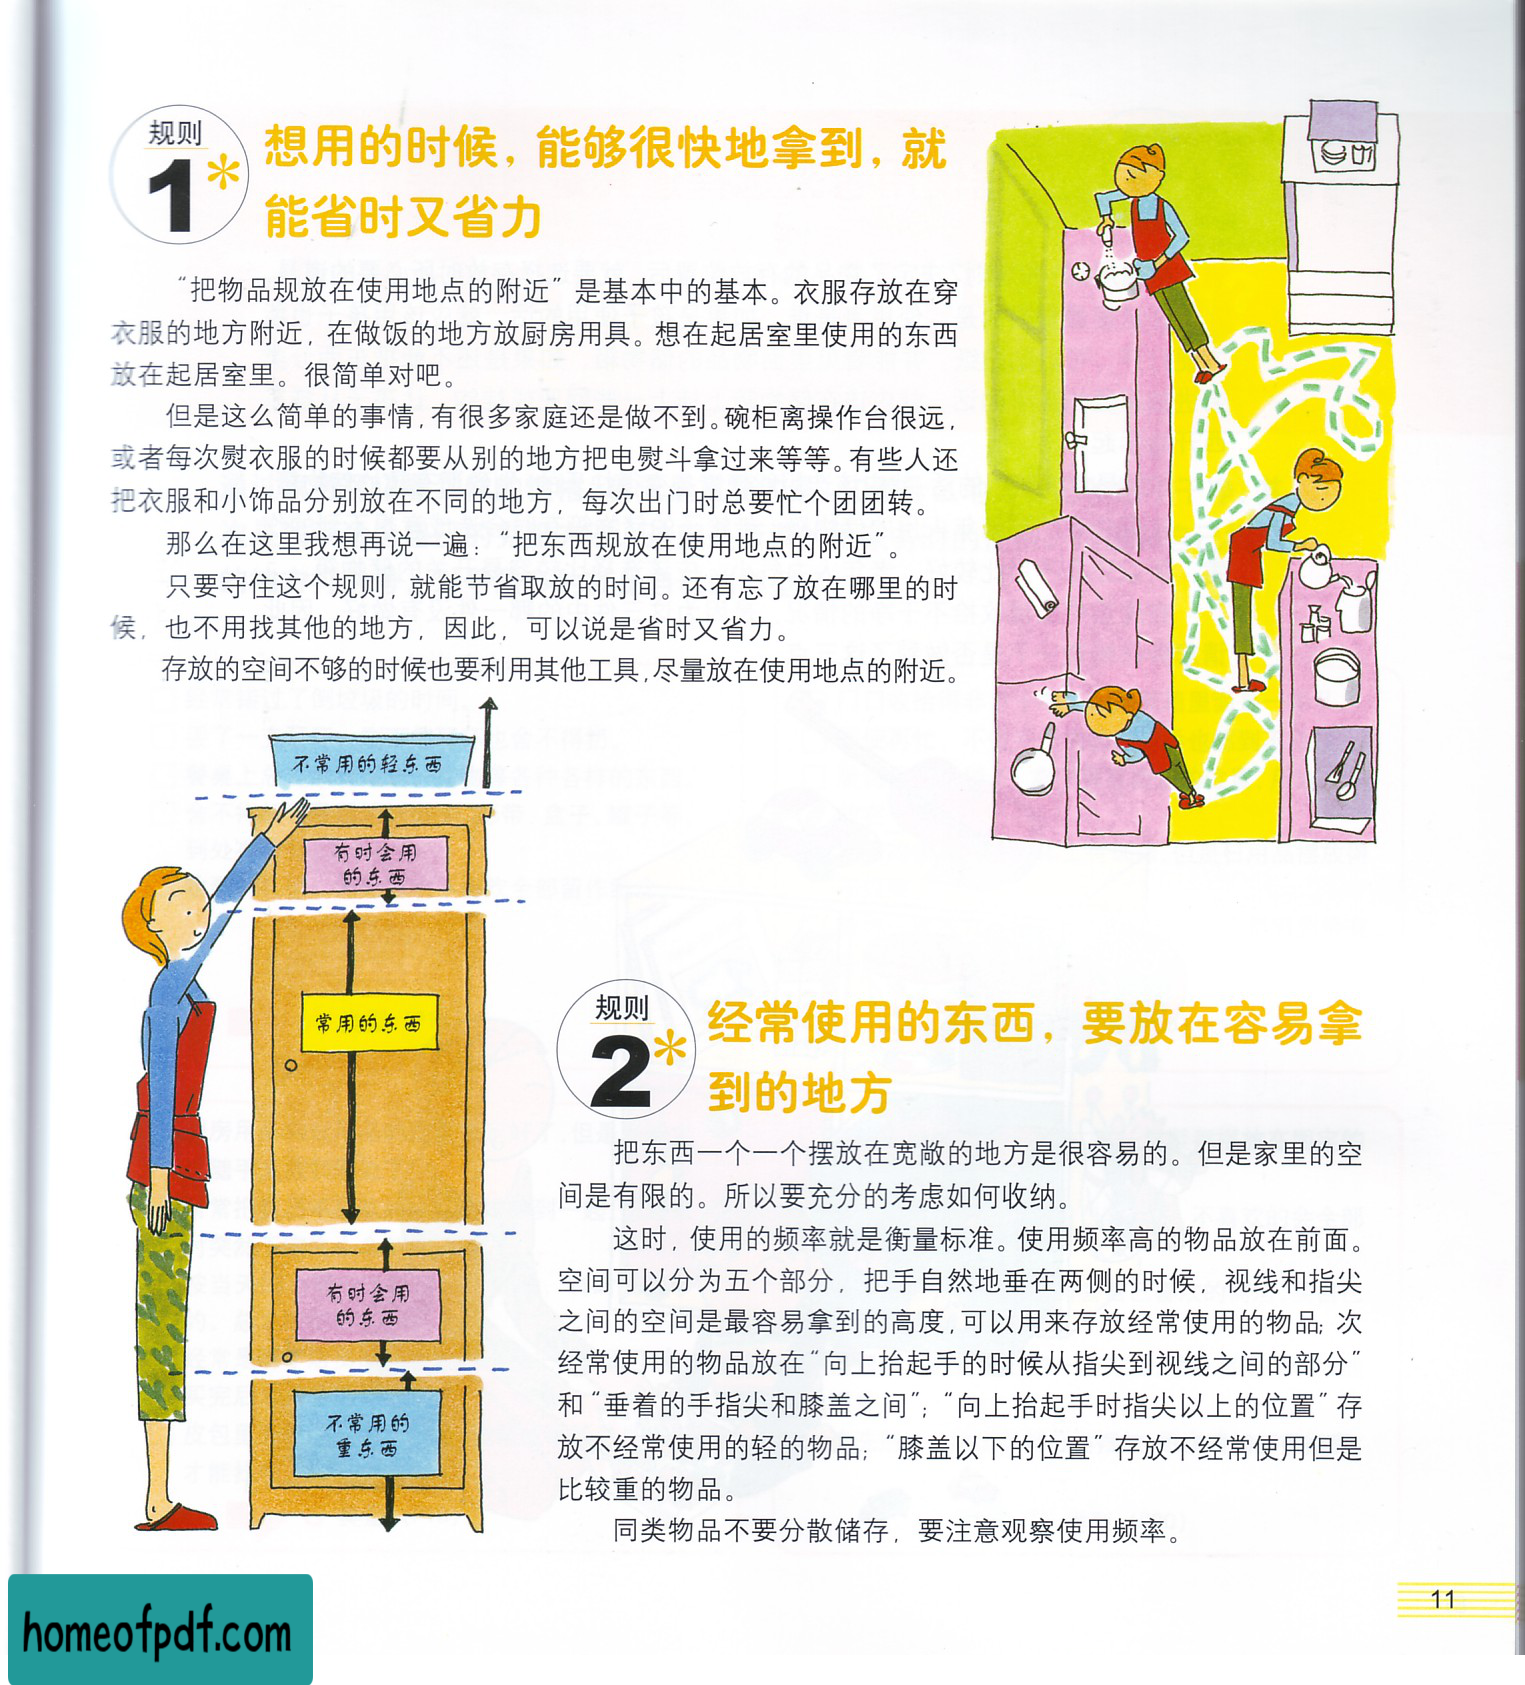 规则
1
想用的时候，能够很快地拿到，就
能省时又省力
“把物品规放在使用地点的附近”是基本中的基本。衣服存放在穿
衣服的地方附近，在做饭的地方放厨房用具。想在起居室里使用的东西
放在起居室里。很简单对吧。
但是这么简单的事情，有很多家庭还是做不到。碗柜离操作台很远，
或者每次熨衣服的时候都要从别的地方把电熨斗拿过来等等。有些人还
把衣服和小饰品分别放在不同的地方，每次出门时总要忙个团团转。
那么在这里我想再说一遍：“把东西规放在使用地点的附近”。
只要守住这个规则，就能节省取放的时间。还有忘了放在哪里的时
候，也不用找其他的地方，因此，可以说是省时又省力。
存放的空间不够的时候也要利用其他工具，尽量放在使用地点的附近。
不常用的轻东西
有时会用
的东西
常用的东西
有时会用
的东西
不常用的
重东西
规则
2
经常使用的东西，要放在容易拿
到的地方
把东西一个一个摆放在宽敞的地方是很容易的。但是家里的空
间是有限的。所以要充分的考虑如何收纳。
这时，使用的频率就是衡量标准。使用频率高的物品放在前面。
空间可以分为五个部分，把手自然地垂在两侧的时候，视线和指尖
之间的空间是最容易拿到的高度，可以用来存放经常使用的物品；次
经常使用的物品放在“向上抬起手的时候从指尖到视线之间的部分”
和“垂着的手指尖和膝盖之间”；“向上抬起手时指尖以上的位置”存
放不经常使用的轻的物品；“膝盖以下的位置”存放不经常使用但是
比较重的物品。
同类物品不要分散储存，要注意观察使用频率。
11
homeofpdf.com